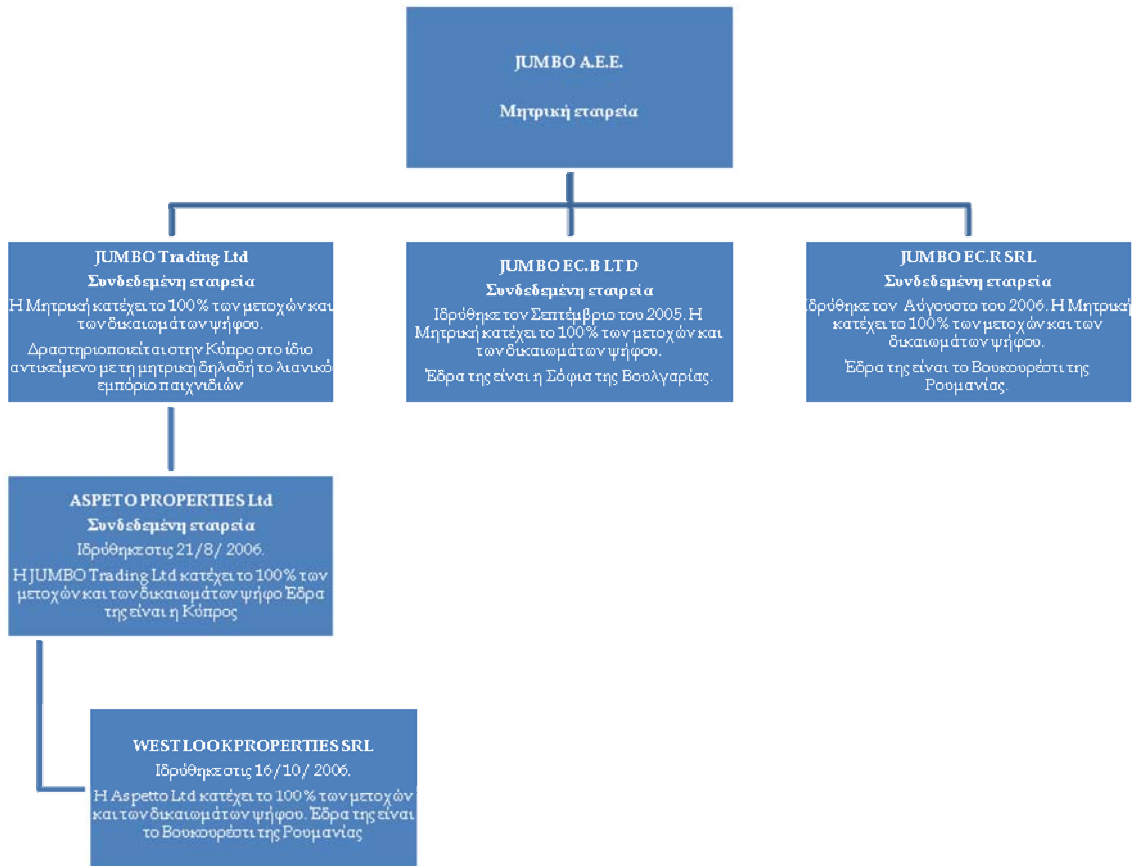 JUMBO A.E.E.
Μητρική εταιρεία
JUMBO Trading Ltd
Συνδεδεμένη εταιρεία
Η Μητρική κατέχει το 100% των μετοχών και
των δικαιωμάτων ψήφου.
Δραστηριοποιείται στην Κύπρο στο ίδιο
αντικείμενο με τη μητρική δηλαδή το λιανικό
εμπόριο παιχνιδιών
JUMBO EC.B LTD
Συνδεδεμένη εταιρεία
Ιδρύθηκε τον Σεπτέμβριο του 2005. Η
Μητρική κατέχει το 100% των μετοχών και
των δικαιωμάτων ψήφου.
Έδρα της είναι η Σόφια της Βουλγαρίας.
JUMBO EC.R SRL
Συνδεδεμένη εταιρεία
Ιδρύθηκε τον Αύγουστο του 2006. Η Μητρική
κατέχει το 100% των μετοχών και των
δικαιωμάτων ψήφου.
Έδρα της είναι το Βουκουρέστι της
Ρουμανίας.
ASPETO PROPERTIES Ltd
Συνδεδεμένη εταιρεία
Ιδρύθηκε στις 21/8/ 2006.
Η JUMBO Trading Ltd κατέχει το 100% των
μετοχών και των δικαιωμάτων ψήφο Έδρα
της είναι η Κύπρος
WEST LOOK PROPERTIES SRL
Ιδρύθηκε στις 16/10/ 2006.
Η Aspetto Ltd κατέχει το 100% των μετοχών
και των δικαιωμάτων ψήφου. Έδρα της είναι
το Βουκουρέστι της Ρουμανίας